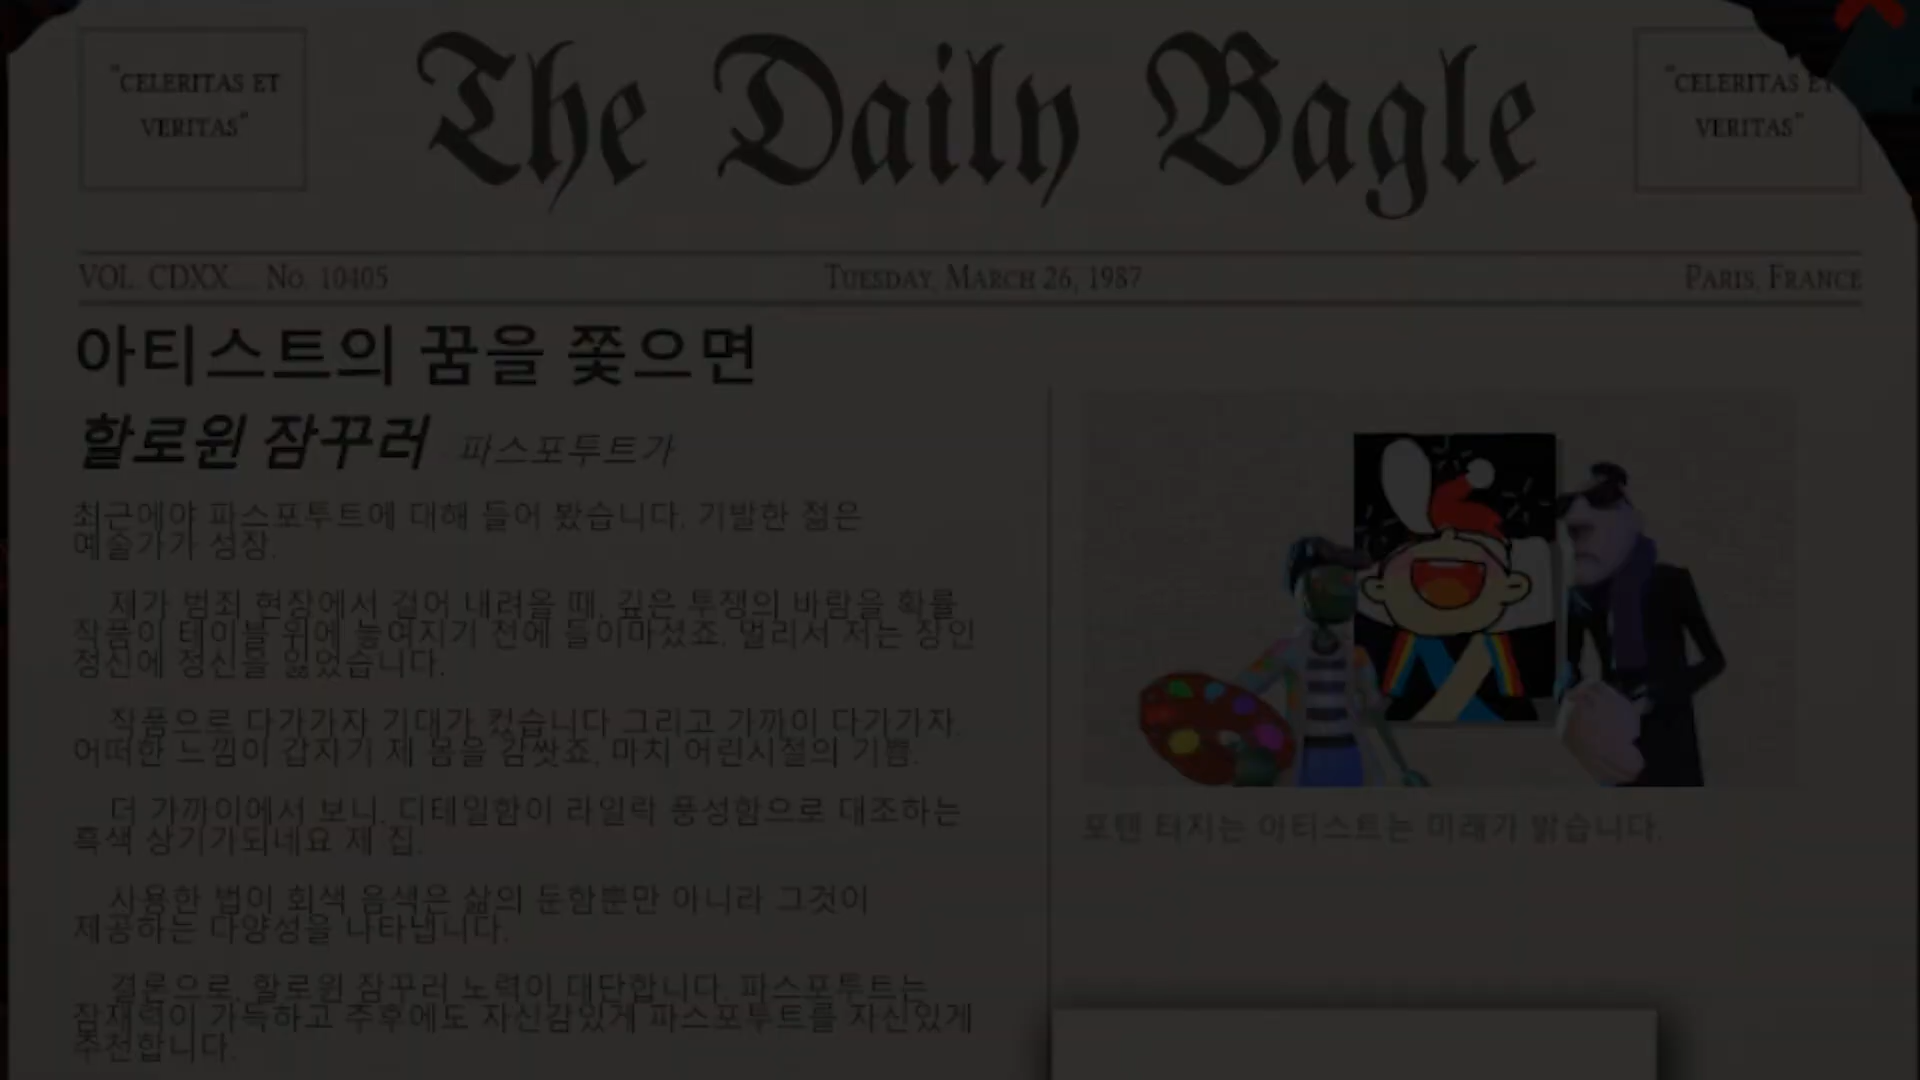 "CELERITAS ET
VERITAS"
The Daily Bagle
"CELERITAS ET
VERITAS"
VOL. CDXX... No. 10405
TUESDAY, MARCH 26, 1987
PARIS, FRANCE
아티스트의 꿈을 쫓으면
할로윈 잠꾸러 파스포투트가
최근에야 파스포투트에 대해 들어 봤습니다. 기발한 젊은
예술가가 성장.
제가 범죄 현장에서 걸어 내려올 때, 깊은 투쟁의 바람을 확률
작품이 테이블 위에 놓여지기 전에 들이마셨죠. 멀리서 저는 장인
정신에 정신을 잃었습니다.
작품으로 다가가자 기대가 컸습니다 그리고 가까이 다가가자.
어떠한 느낌이 갑자기 제 몸을 감쌋죠, 마치 어린시절의 기쁨.
더 가까이에서 보니, 디테일함이 라일락 풍성함으로 대조하는
흑색 상기가되네요 제 집.
사용한 법이 회색 음색은 삶의 둔함뿐만 아니라 그것이
제공하는 다양성을 나타냅니다.
결론으로, 할로윈 잠꾸러 노력이 대단합니다. 파스포투트는
잠재력이 가득하고 추후에도 자신감있게 파스포투트를 자신있게
추천합니다.
포텐 타지는 아티스트는 미래가 밝습니다.